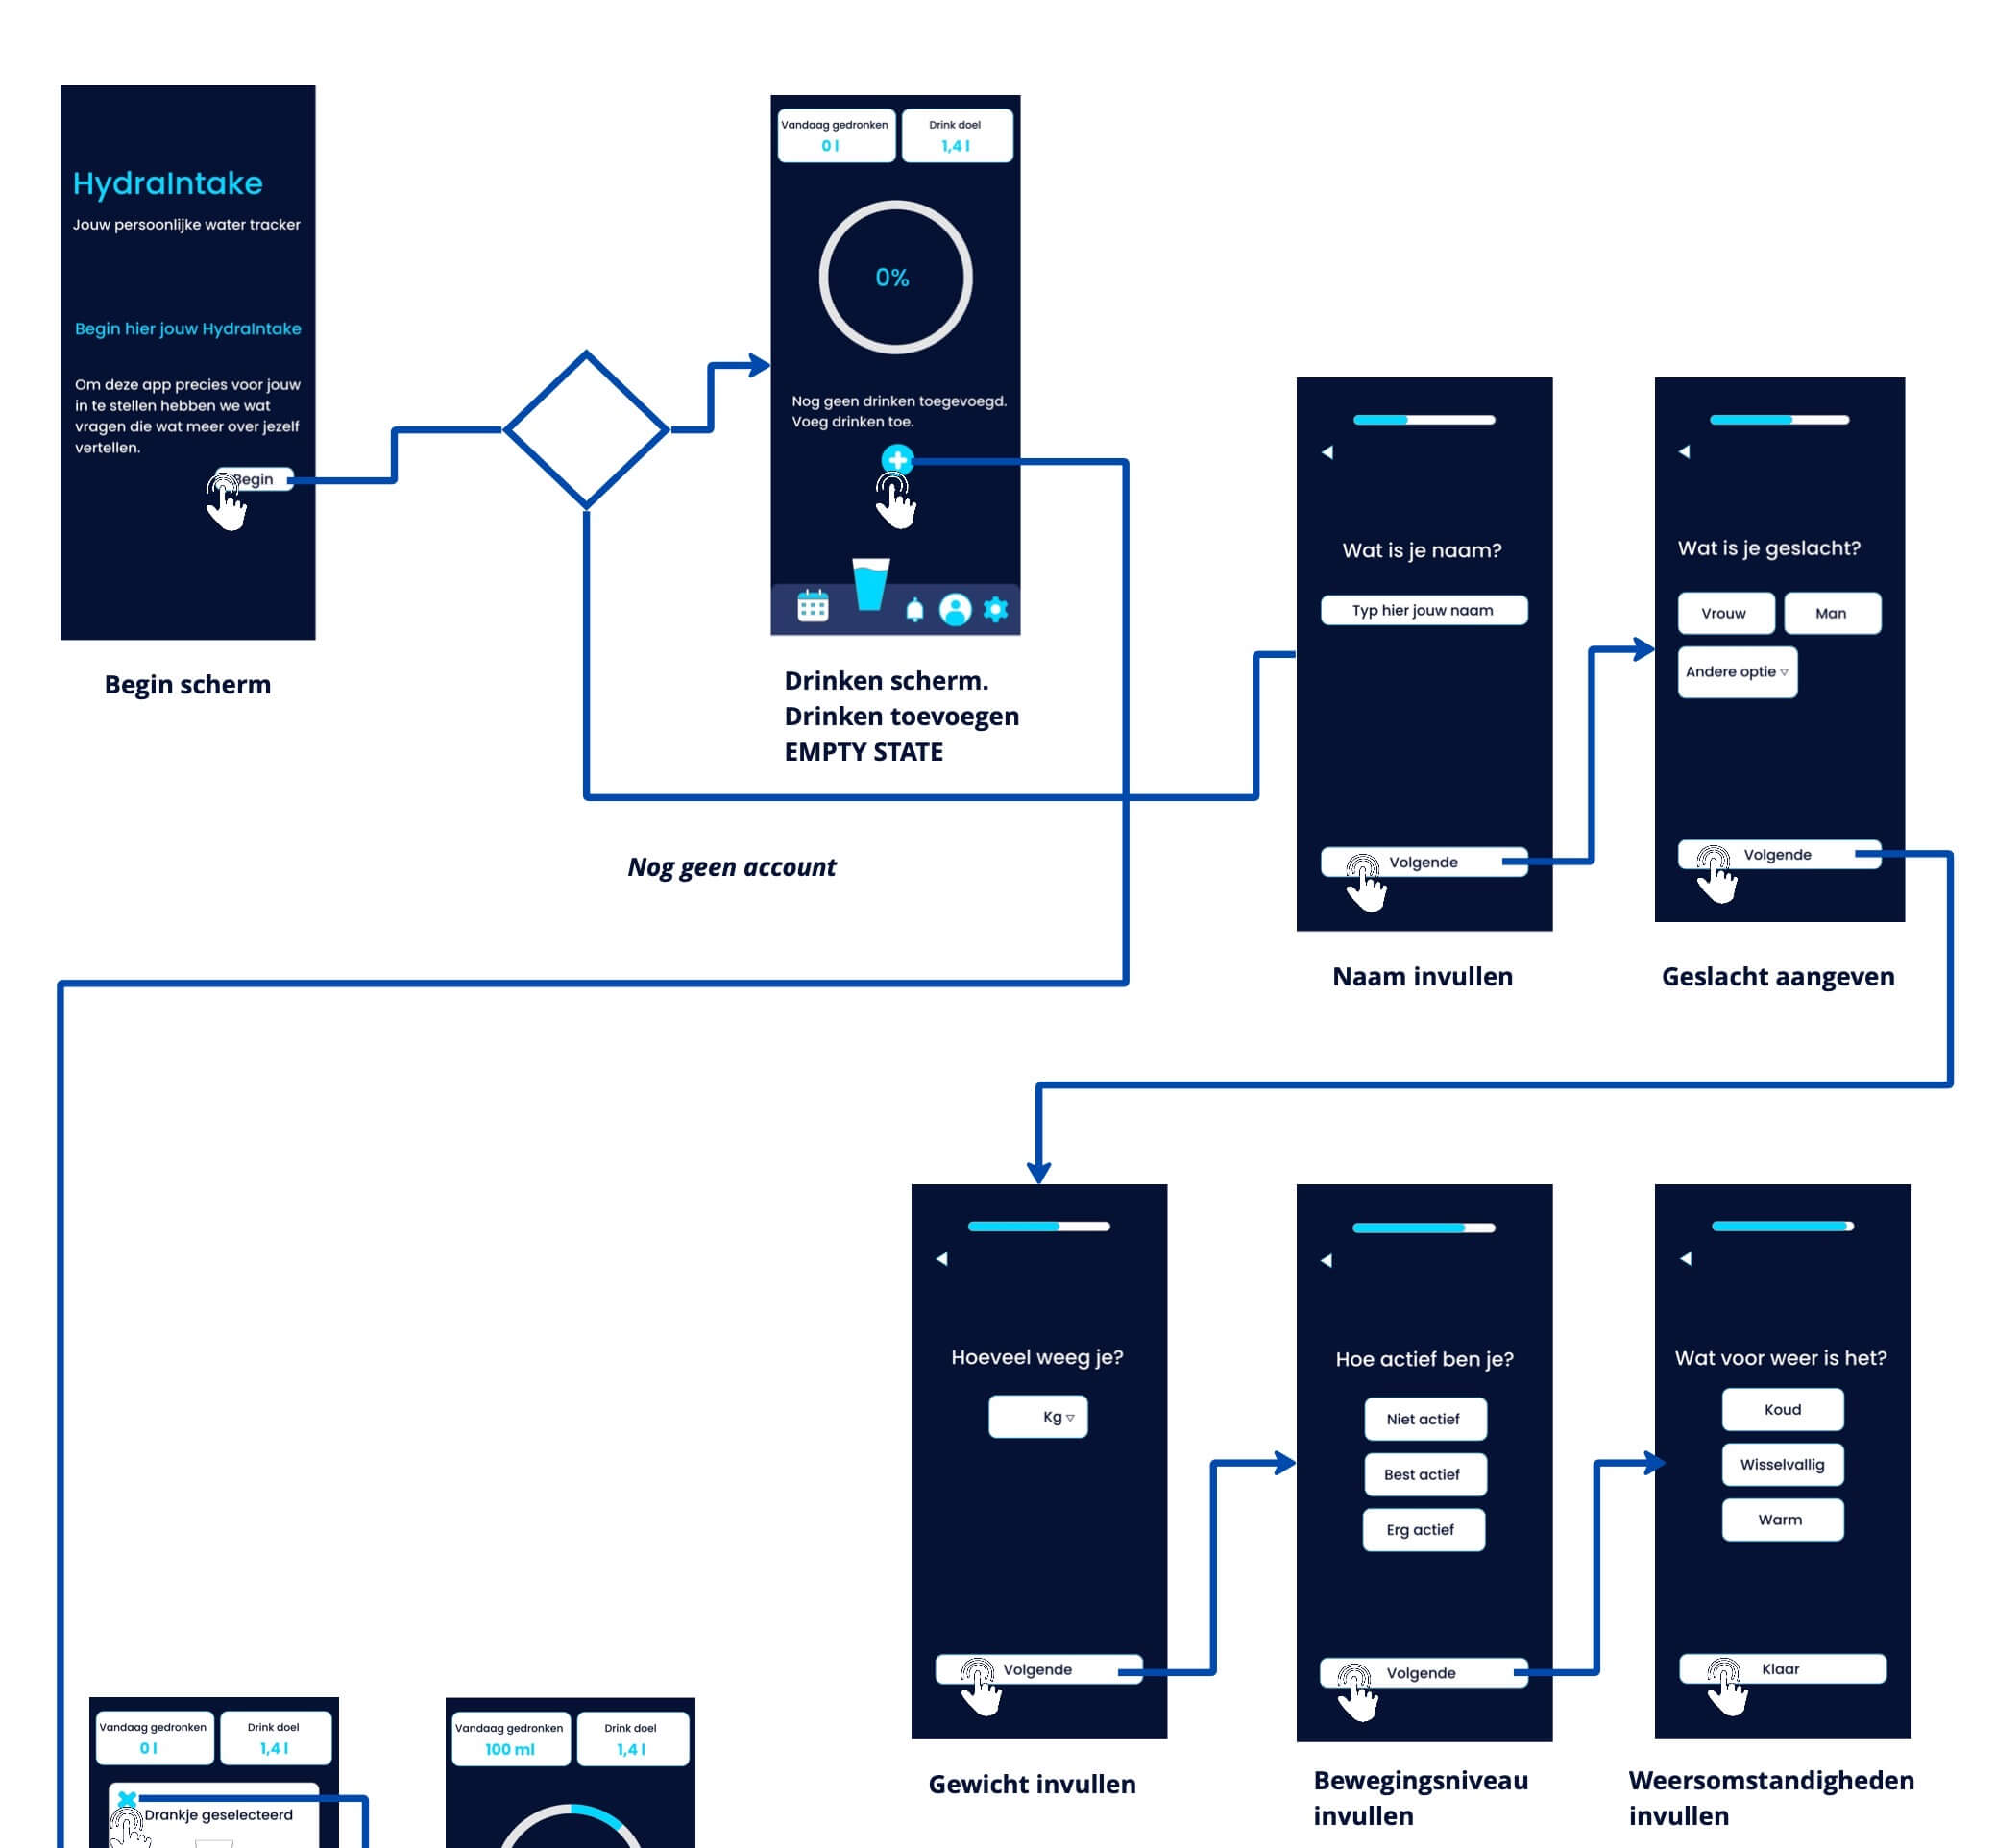 HydraIntake
Jouw persoonlijke water tracker
Begin hier jouw HydraIntake
Om deze app precies voor jouw
in te stellen hebben we wat
vragen die wat meer over jezelf
vertellen.
Begin
Begin scherm
Vandaag gedronken
0 l
Drink doel
1,4 l
0%
Nog geen drinken toegevoegd.
Voeg drinken toe.
Drinken scherm.
Drinken toevoegen
EMPTY STATE
Nog geen account
Wat is je naam?
Typ hier jouw naam
Volgende
Naam invullen
Wat is je geslacht?
Vrouw
Man
Andere optie
Volgende
Geslacht aangeven
Hoeveel weeg je?
Kg
Volgende
Gewicht invullen
Hoe actief ben je?
Niet actief
Best actief
Erg actief
Volgende
Bewegingsniveau
invullen
Wat voor weer is het?
Koud
Wisselvallig
Warm
Klaar
Weersomstandigheden
invullen
Vandaag gedronken
0 l
Drink doel
1,4 l
Drankje geselecteerd
Vandaag gedronken
100 ml
Drink doel
1,4 l